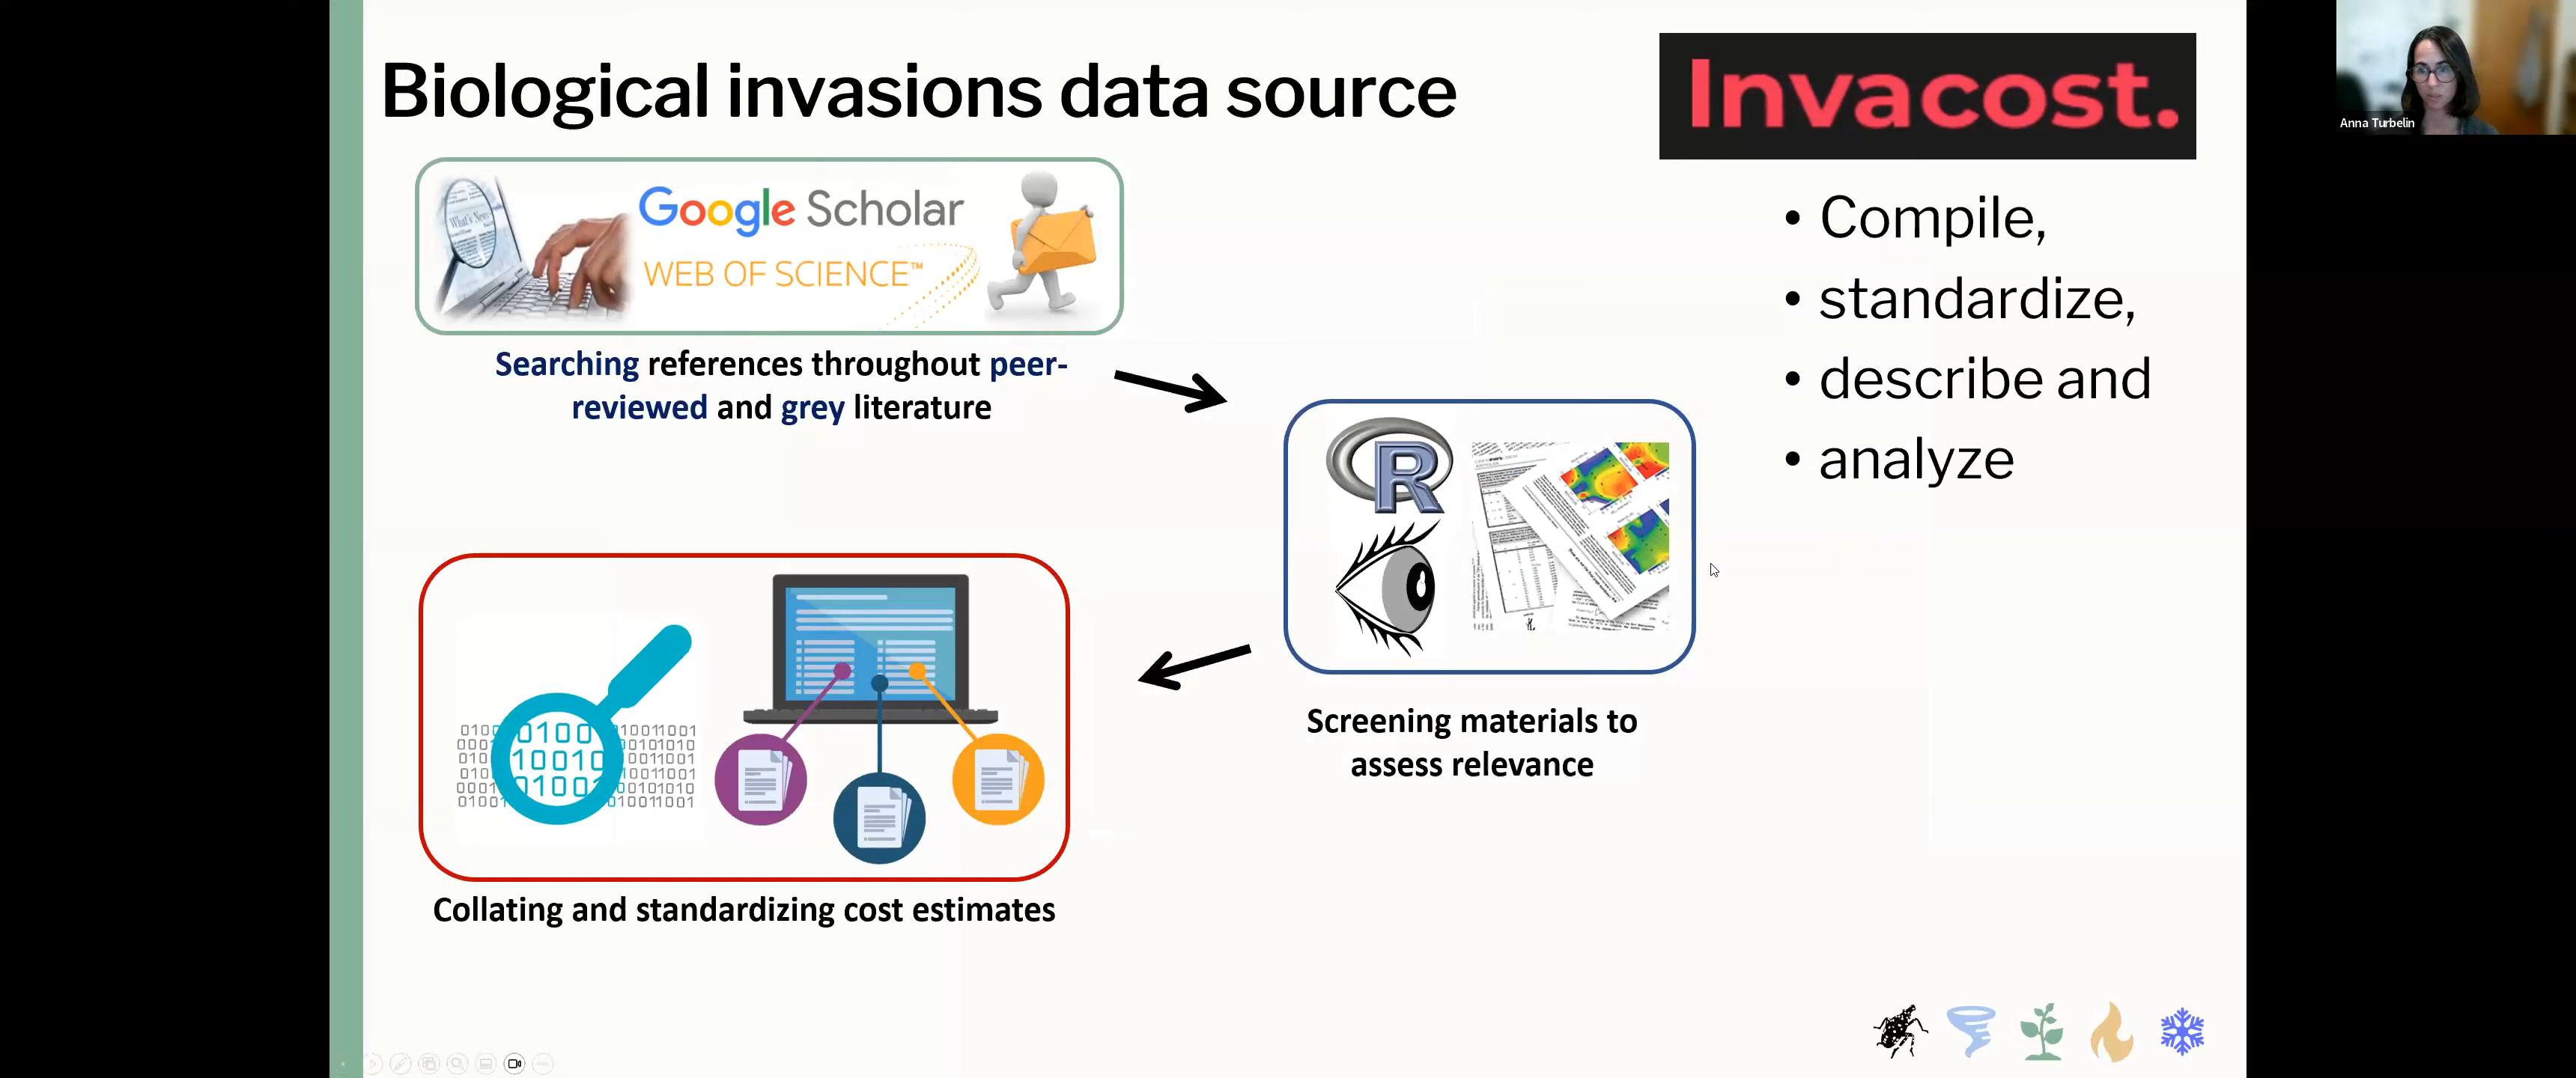 Biological invasions data source
Invacost.
Anna Turbelin
Google Scholar
WEB OF SCIENCE™
Searching references throughout peer-
reviewed and grey literature
• Compile,
• standardize,
• describe and
• analyze
R
Screening materials to
assess relevance
Collating and standardizing cost estimates